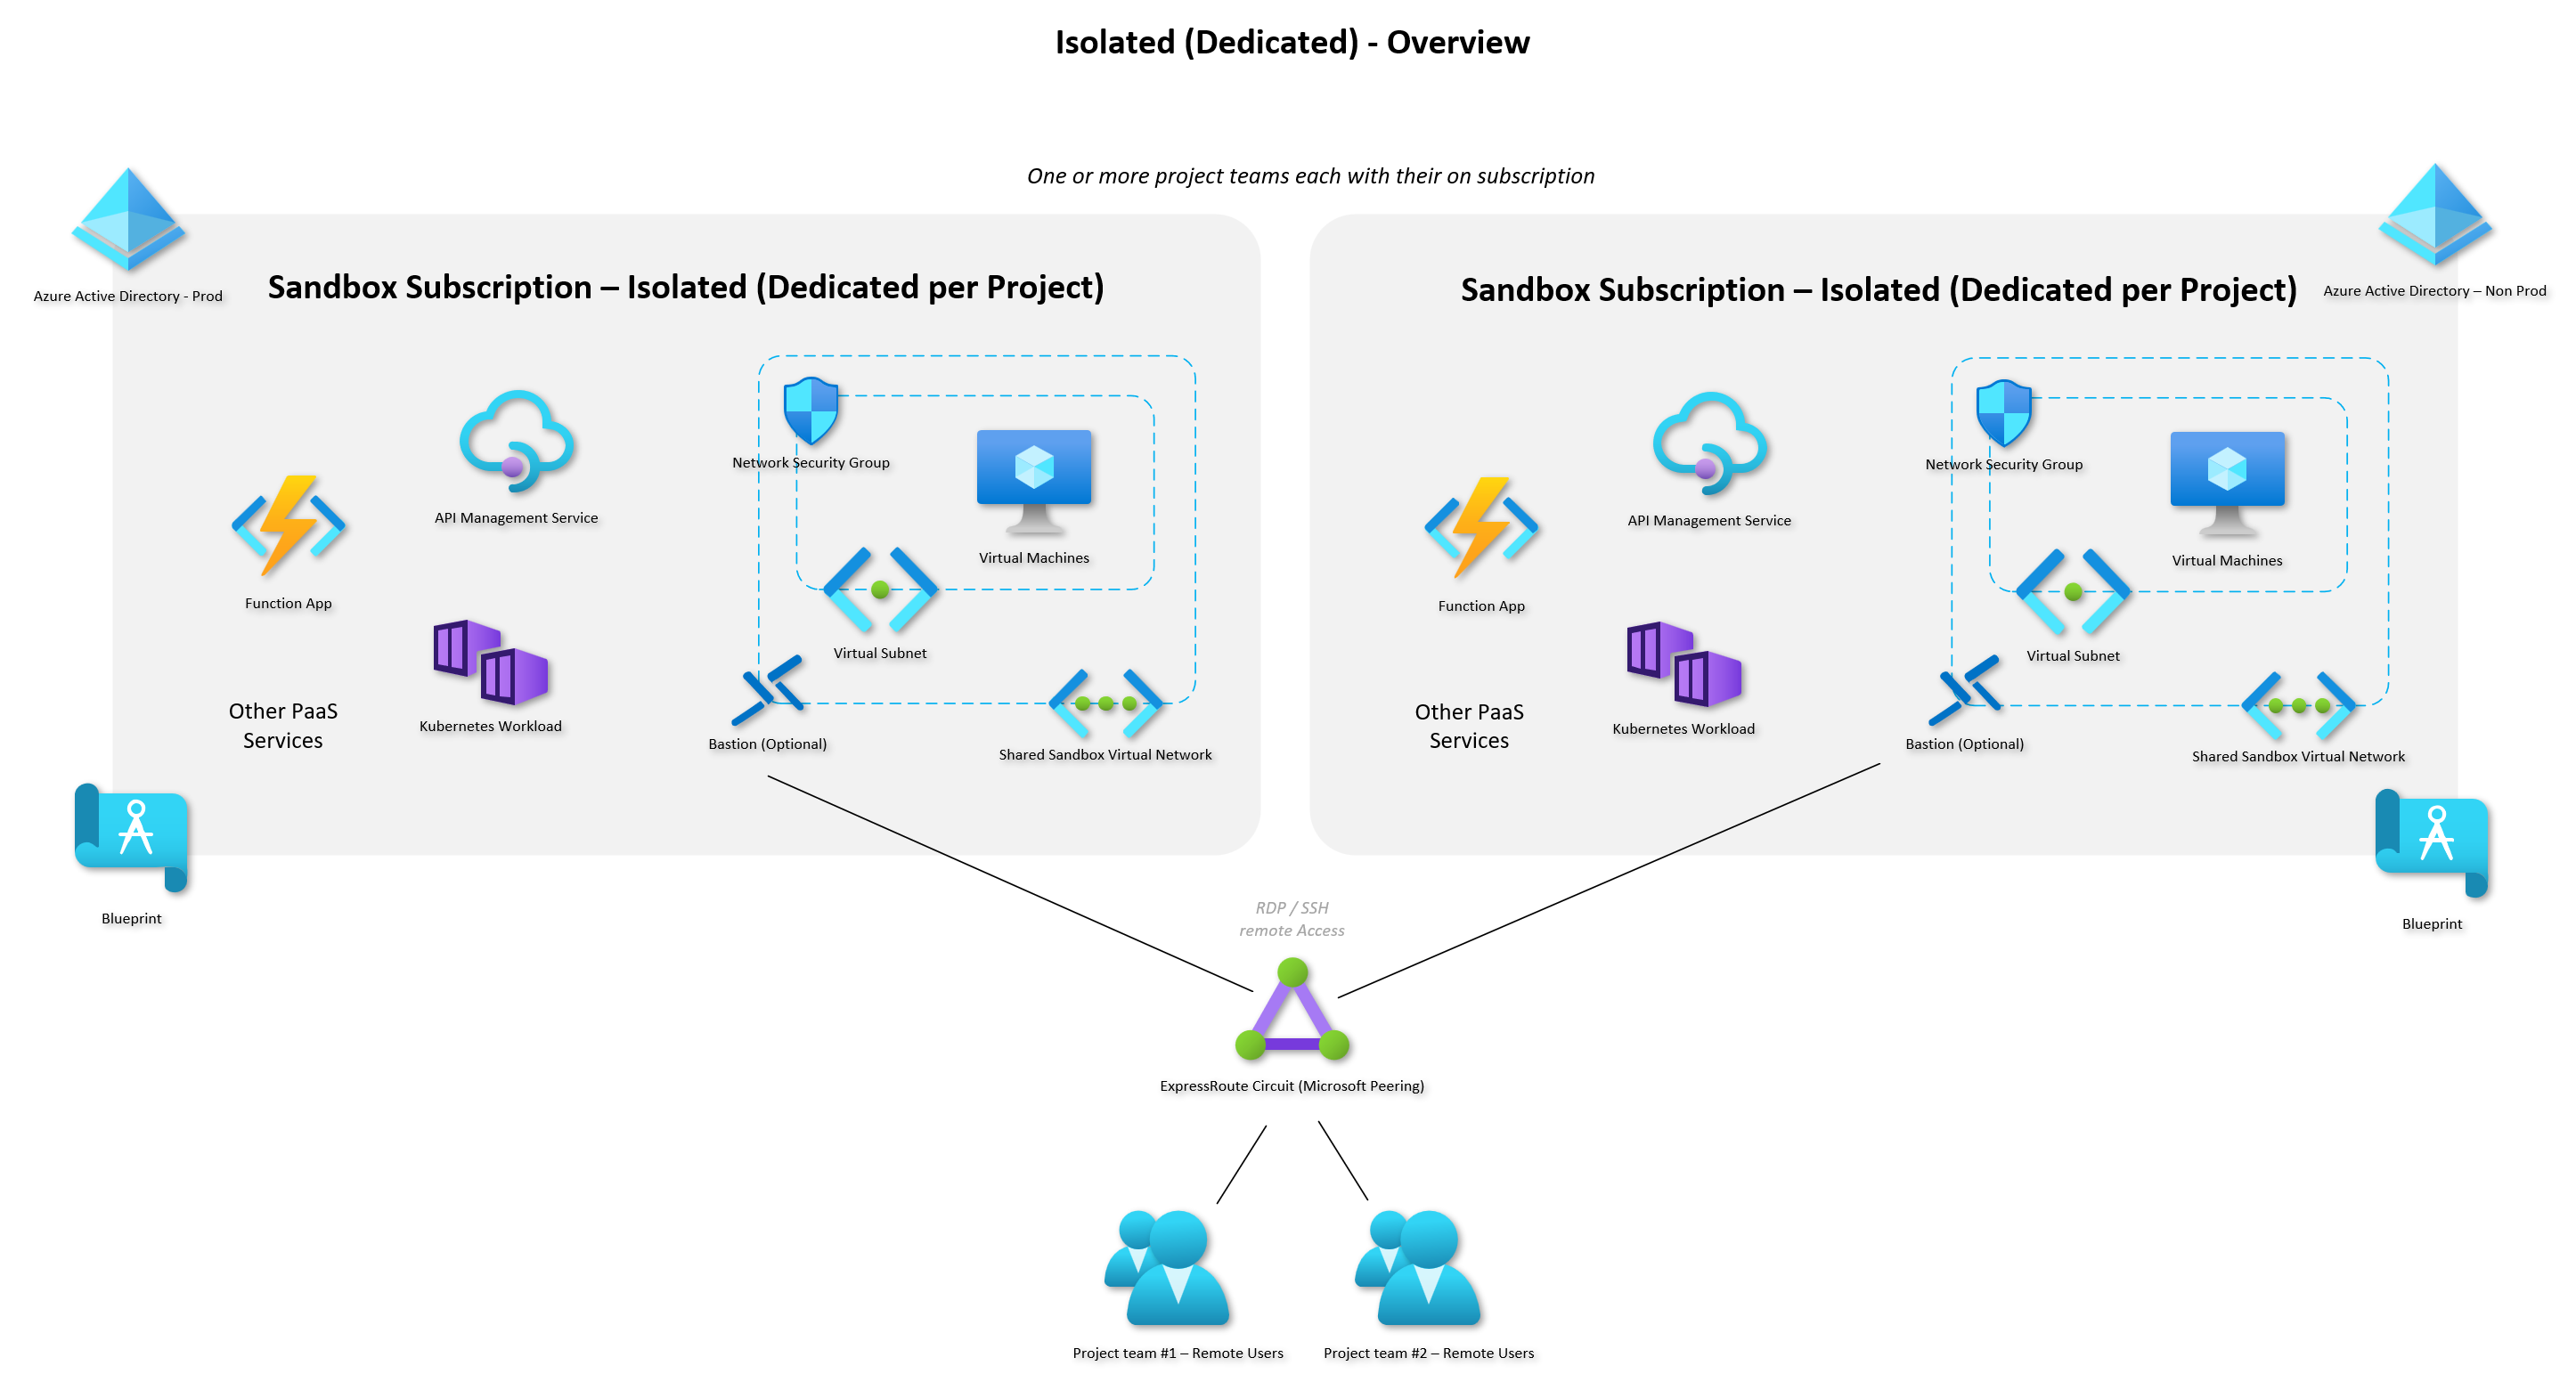 Isolated (Dedicated) - Overview
One or more project teams each with their on subscription
Azure Active Directory - Prod
Sandbox Subscription – Isolated (Dedicated per Project)
Network Security Group
API Management Service
Virtual Machines
Function App
Virtual Subnet
Other PaaS
Services
Kubernetes Workload
Bastion (Optional)
Shared Sandbox Virtual Network
Blueprint
Sandbox Subscription – Isolated (Dedicated per Project)
Azure Active Directory – Non Prod
Network Security Group
API Management Service
Virtual Machines
Function App
Virtual Subnet
Other PaaS
Services
Kubernetes Workload
Bastion (Optional)
Shared Sandbox Virtual Network
Blueprint
RDP / SSH
remote Access
ExpressRoute Circuit (Microsoft Peering)
Project team #1 – Remote Users
Project team #2 – Remote Users